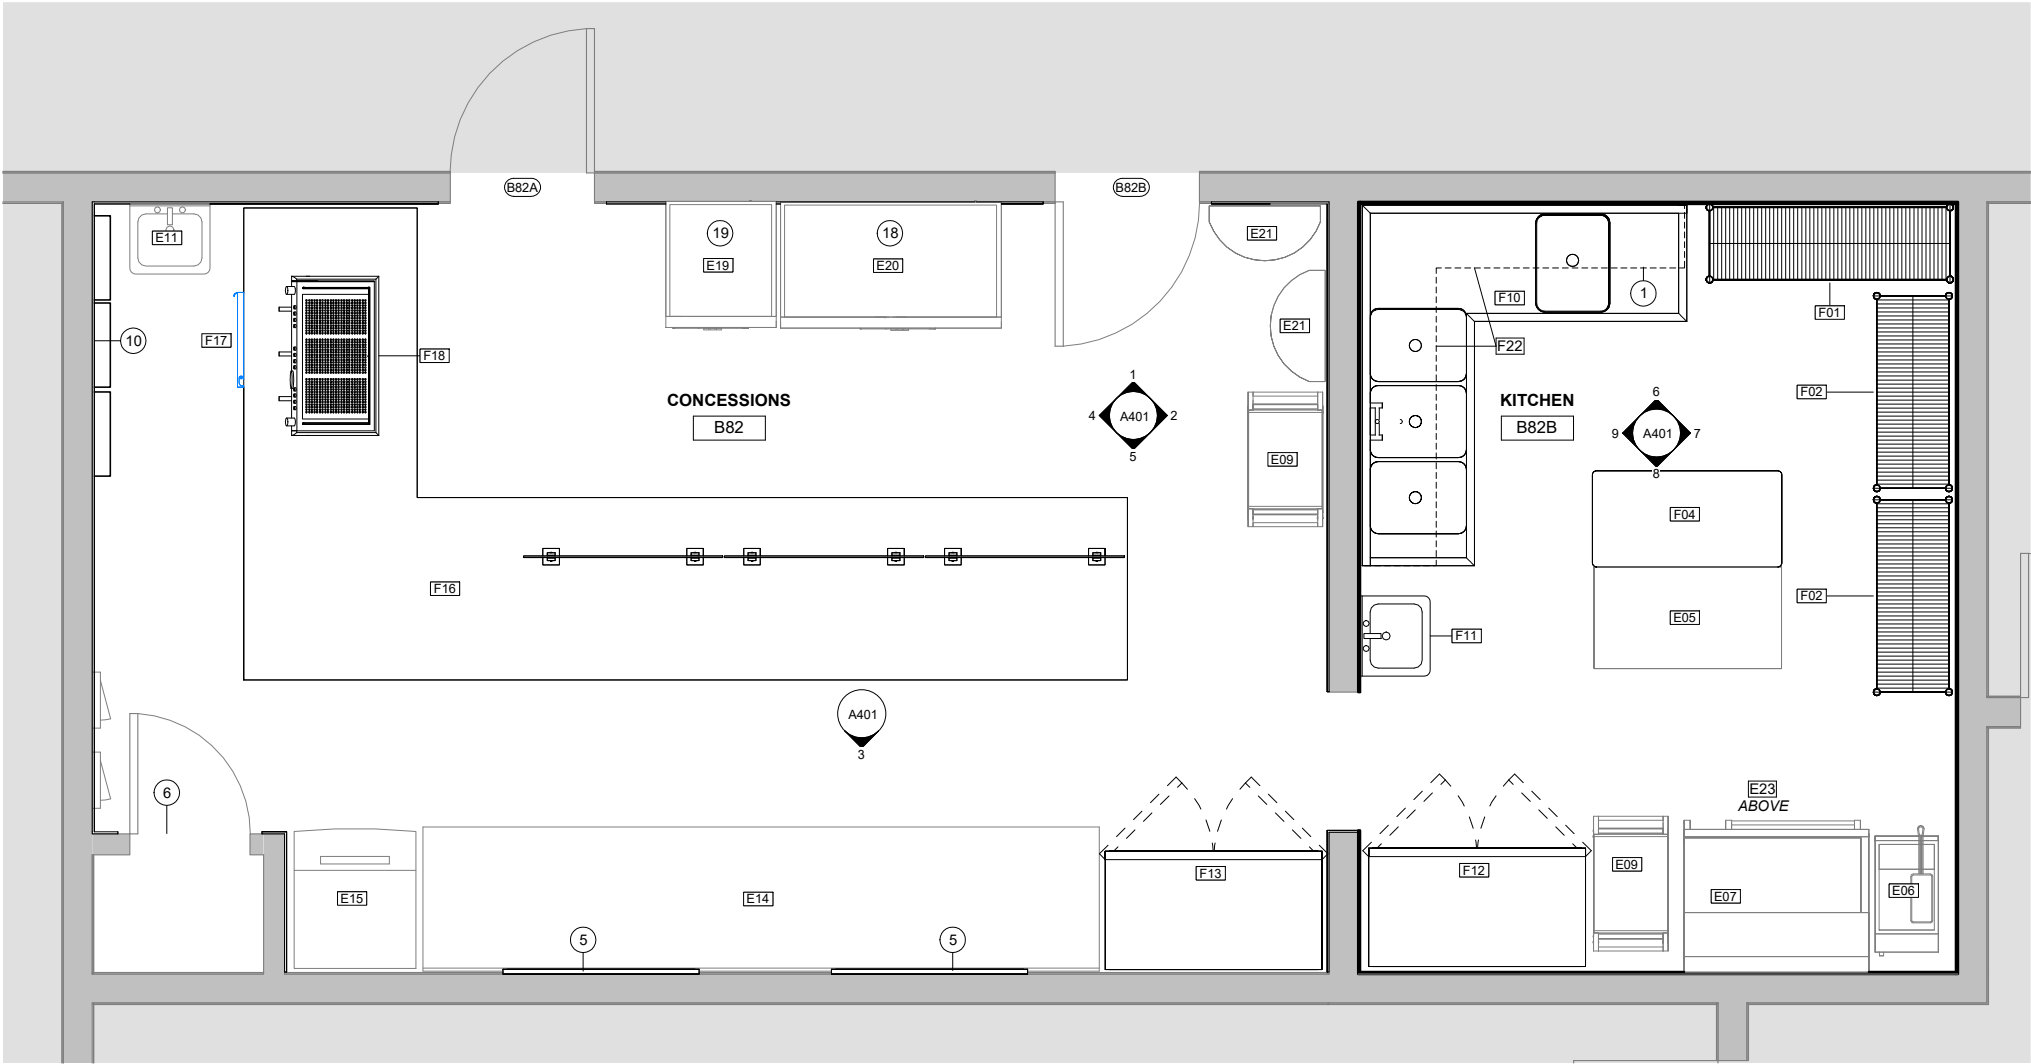 B82A
B82B
E11
19
E19
18
E20
E21
E21
F10
1
F01
10
F17
F18
F22
F02
CONCESSIONS
B82
1
4
A401
2
5
KITCHEN
B82B
6
9
A401
7
8
E09
F04
F16
F02
E05
F11
A401
3
6
E23
ABOVE
E15
E14
F13
F12
E09
E07
E06
5
5